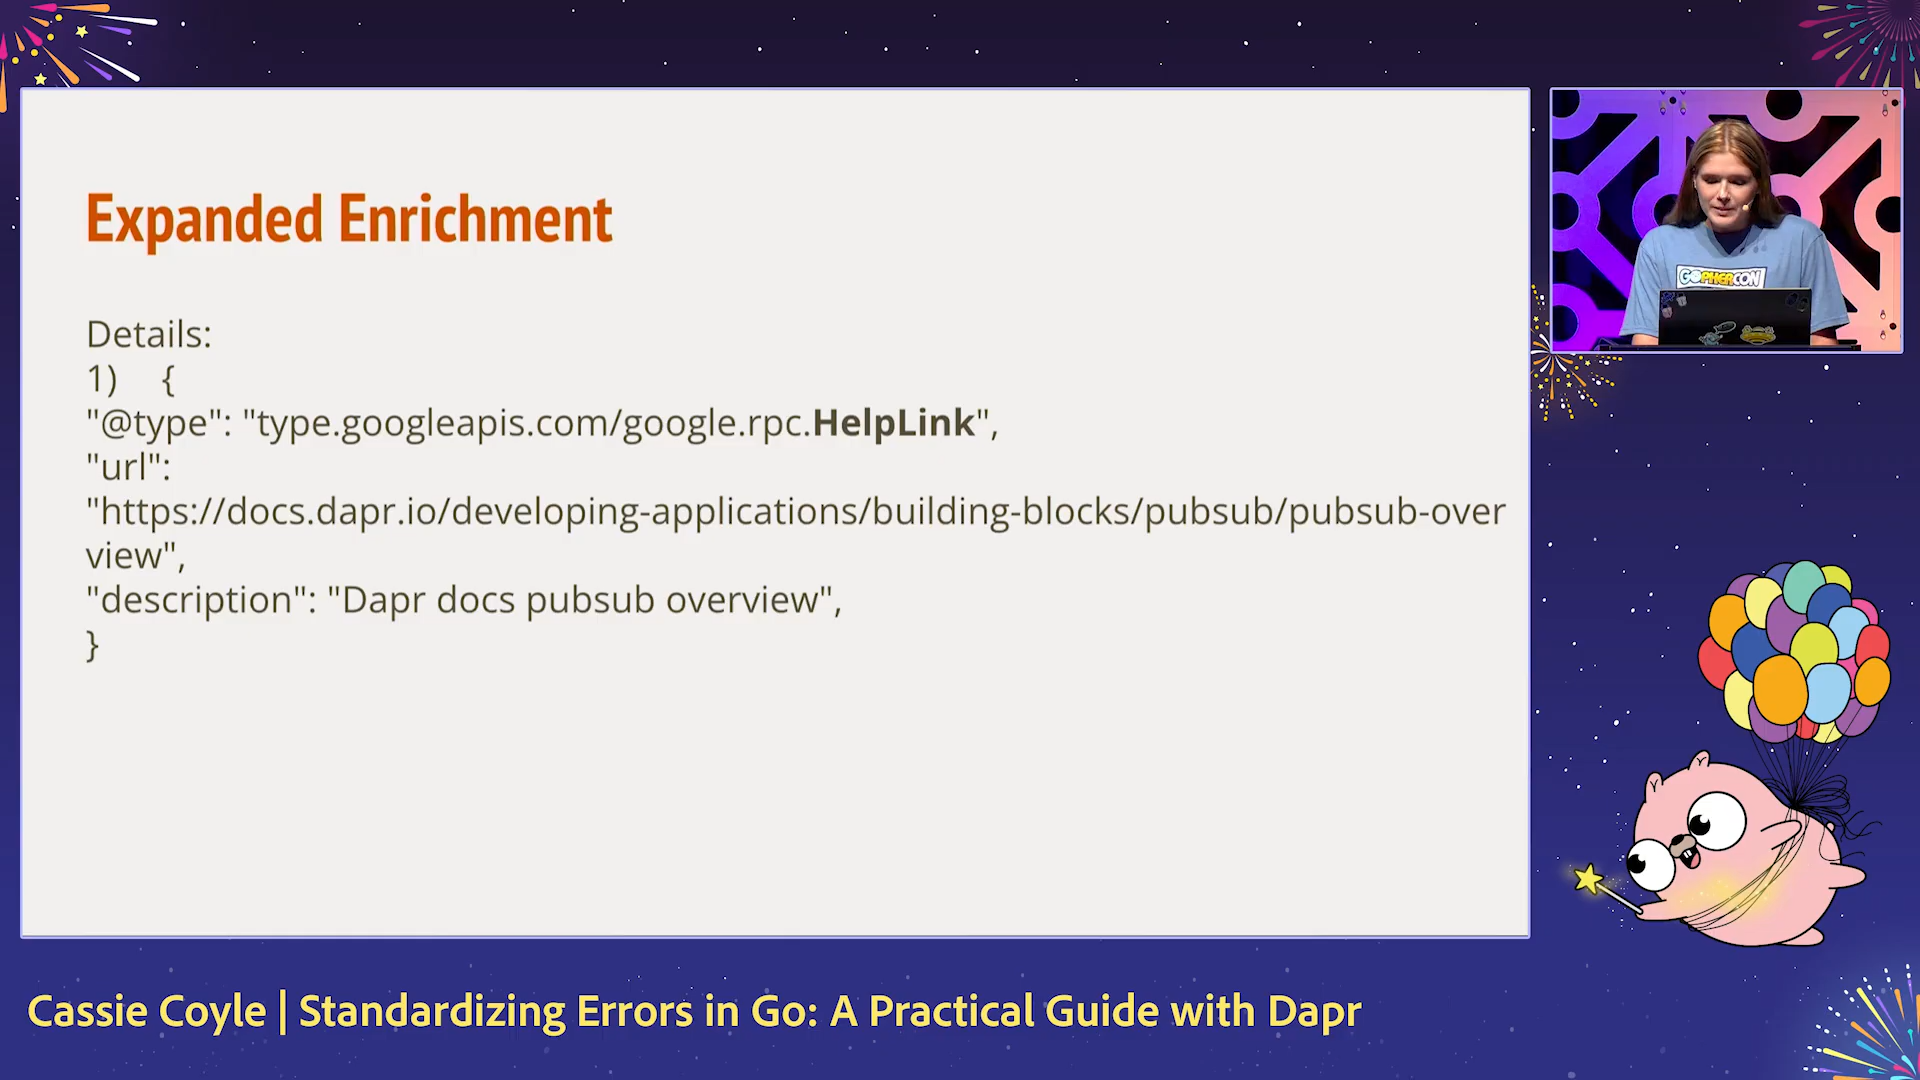 Expanded Enrichment
Details:
1) {
"@type": "type.googleapis.com/google.rpc.HelpLink",
"url":
"https://docs.dapr.io/developing-applications/building-blocks/pubsub/pubsub-over
view",
"description": "Dapr docs pubsub overview",
}
GOPHERCON
Cassie Coyle | Standardizing Errors in Go: A Practical Guide with Dapr